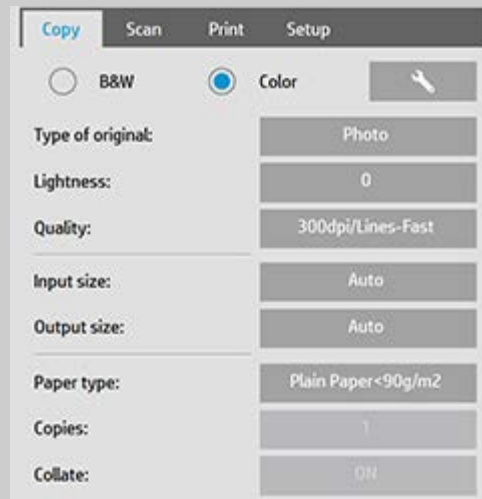 Copy Scan Print Setup
B&W Color
Type of original: Photo
Lightness: 0
Quality: 300dpi/Lines-Fast
Input size: Auto
Output size: Auto
Paper type: Plain Paper<90g/m2
Copies: 1
Collate: ON